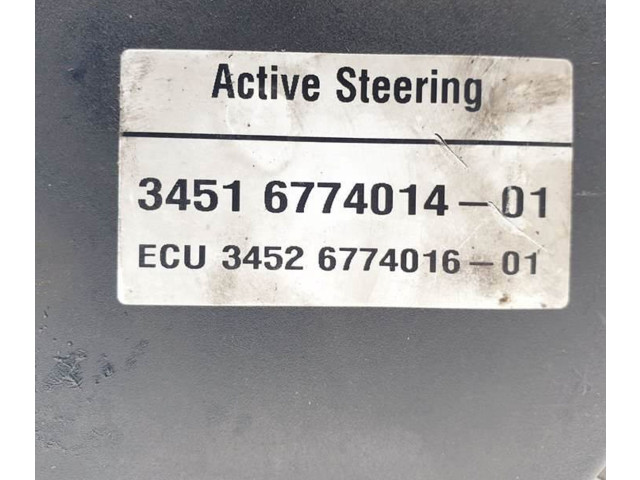 Active Steering
3451 6774014-01
ECU 3452 6774016-01